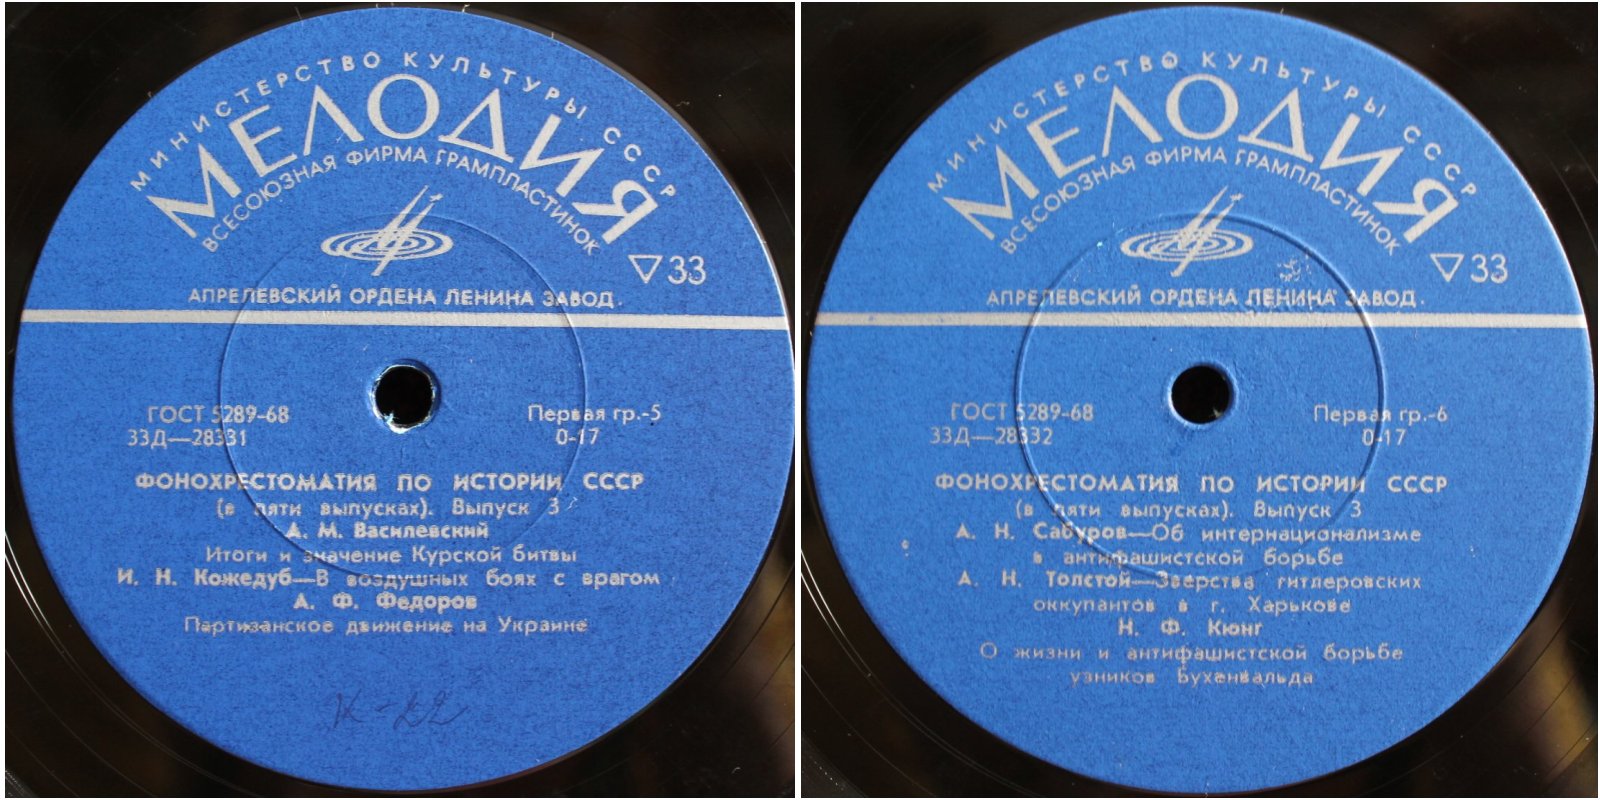 МИНИСТЕРСТВО КУЛЬТУРЫ СССР
МЕЛОДИЯ
ВСЕСОЮЗНАЯ ФИРМА ГРАМПЛАСТИНОК
▽33
АПРЕЛЕВСКИЙ ОРДЕНА ЛЕНИНА ЗАВОД.
ГОСТ 5289-68 Первая гр.-5
33Д—28331 0-17
ФОНОХРЕСТОМАТИЯ ПО ИСТОРИИ СССР
(в пяти выпусках). Выпуск 3
А. М. Василевский
Итоги и значение Курской битвы
И. Н. Кожедуб—В воздушных боях с врагом
А. Ф. Федоров
Партизанское движение на Украине
К-22
МИНИСТЕРСТВО КУЛЬТУРЫ СССР
МЕЛОДИЯ
ВСЕСОЮЗНАЯ ФИРМА ГРАМПЛАСТИНОК
▽33
АПРЕЛЕВСКИЙ ОРДЕНА ЛЕНИНА ЗАВОД.
ГОСТ 5289-68 Первая гр.-6
33Д—28332 0-17
ФОНОХРЕСТОМАТИЯ ПО ИСТОРИИ СССР
(в пяти выпусках). Выпуск 3
А. Н. Сабуров—Об интернационализме
в антифашистской борьбе
А. Н. Толстой—Зверства гитлеровских
оккупантов в г. Харькове
Н. Ф. Кюнг
О жизни и антифашистской борьбе
узников Бухенвальда